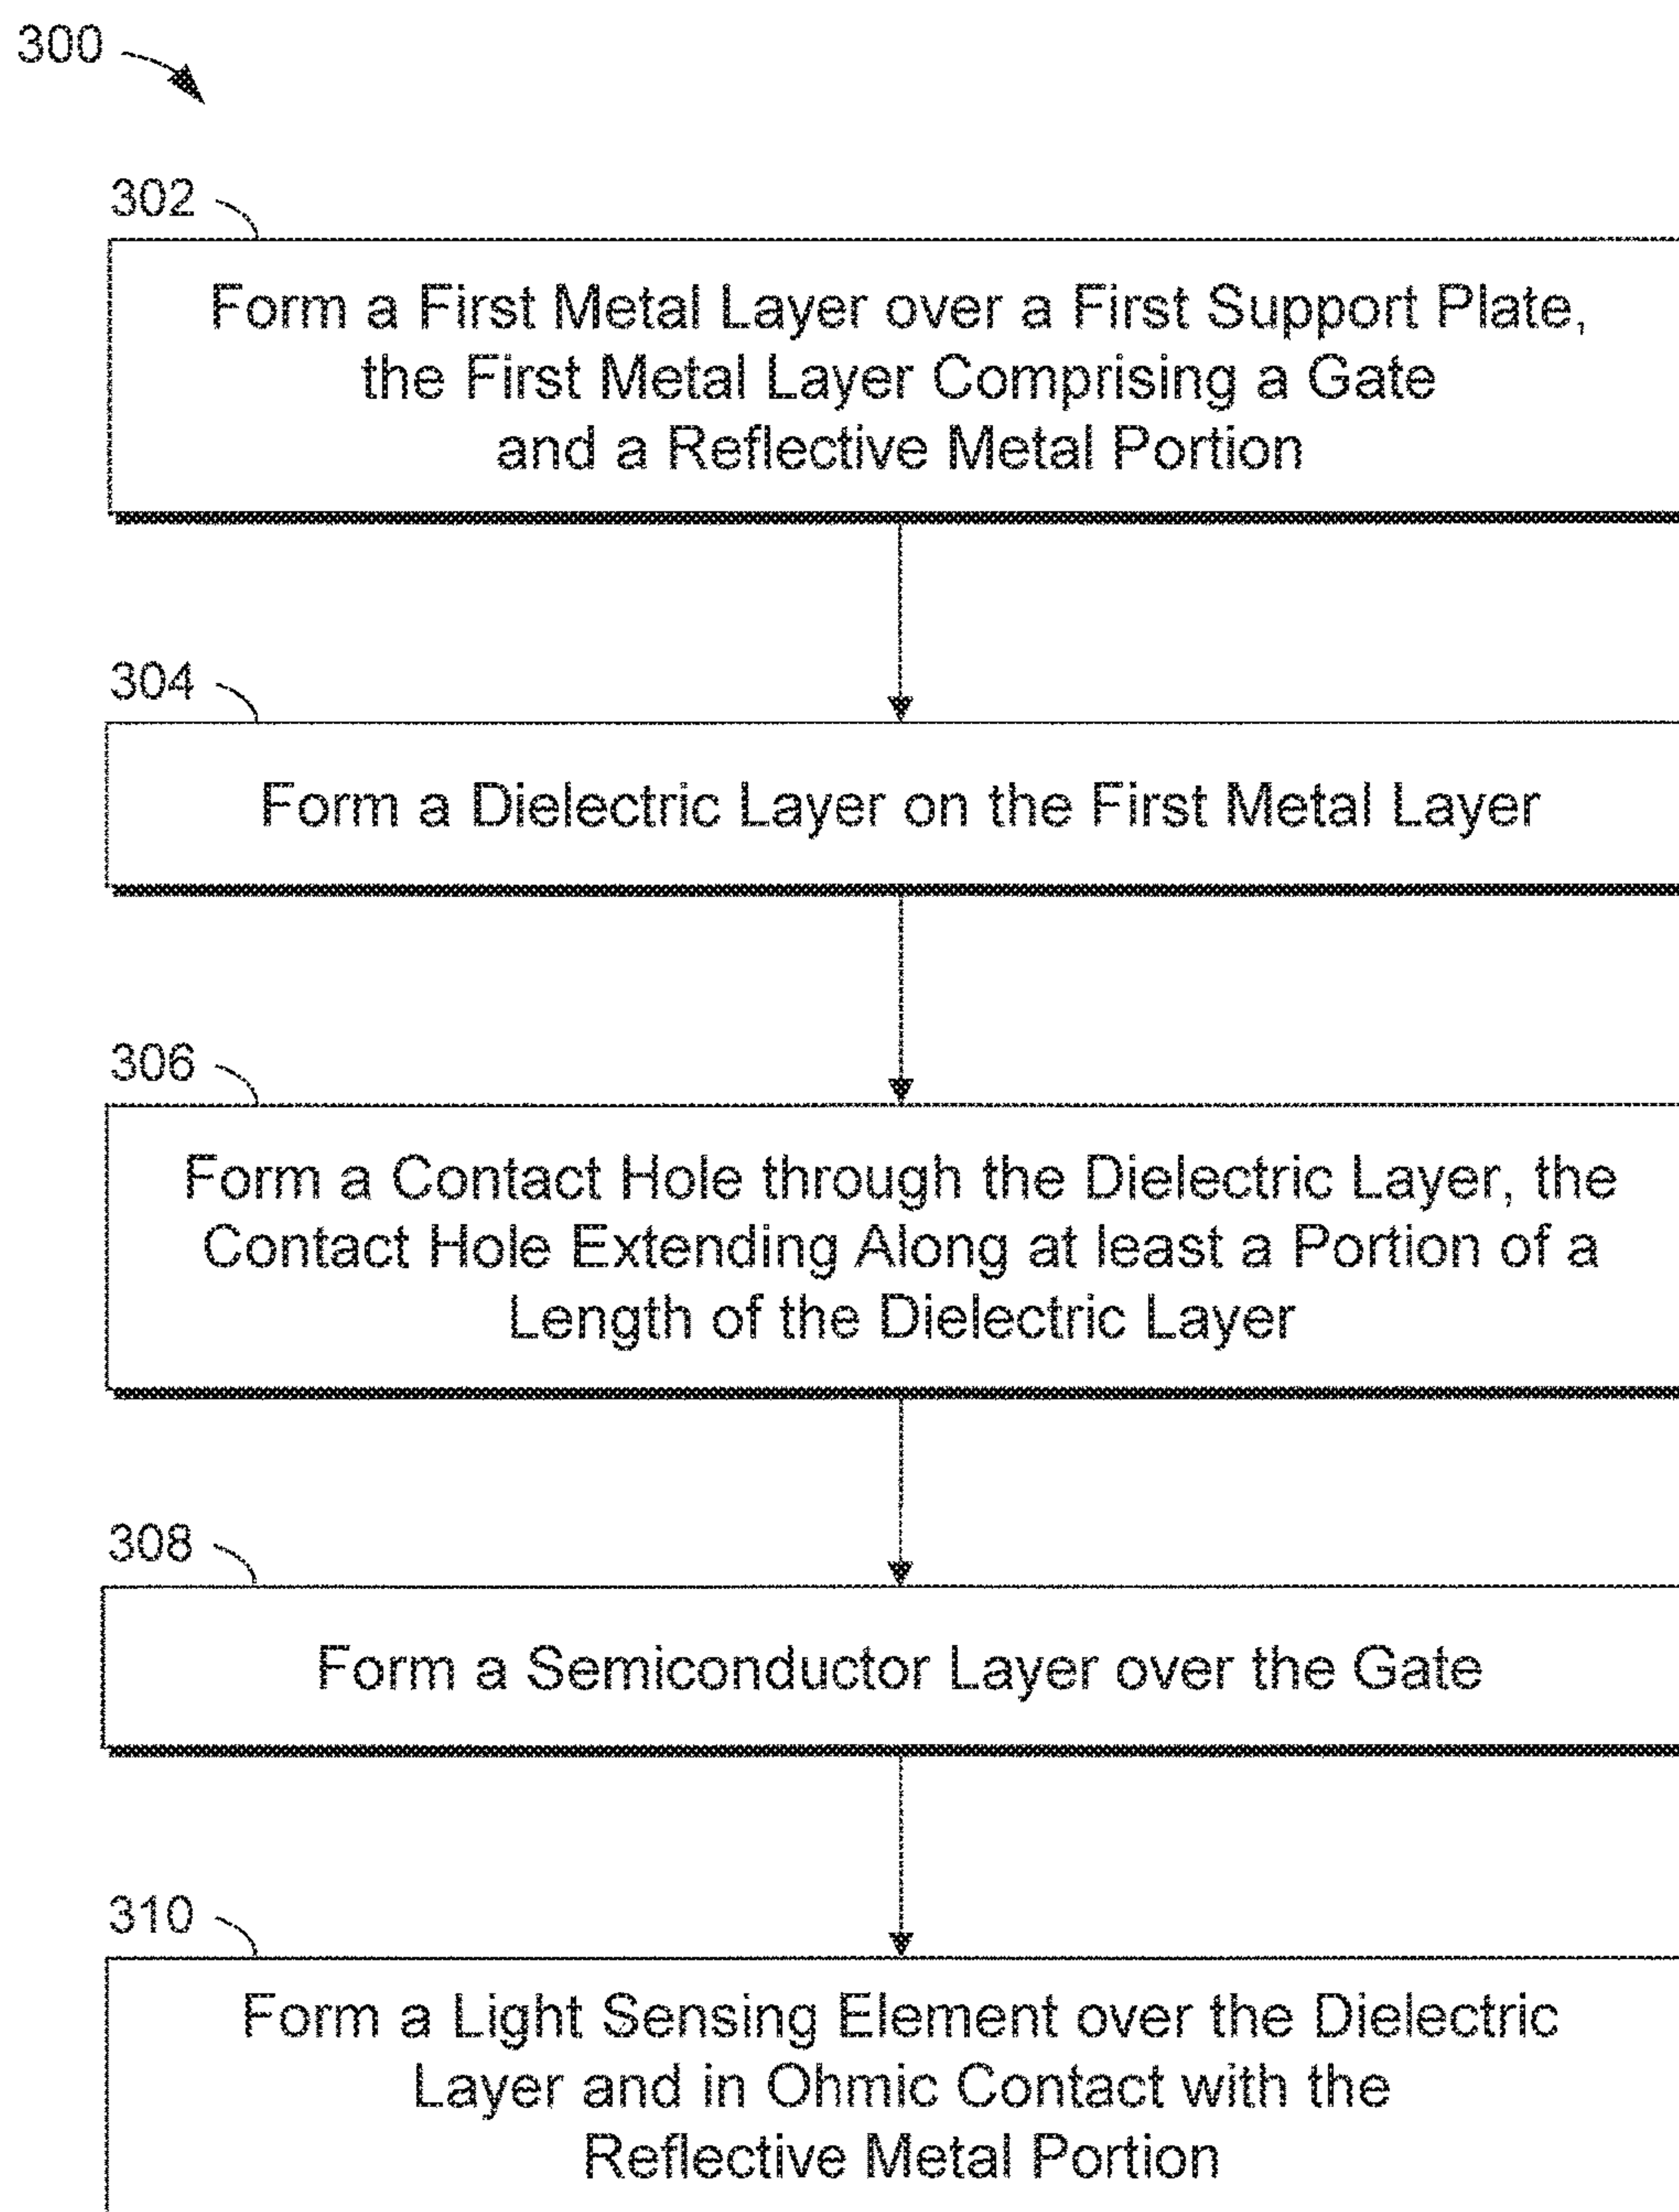 300
302
Form a First Metal Layer over a First Support Plate,
the First Metal Layer Comprising a Gate
and a Reflective Metal Portion
304
Form a Dielectric Layer on the First Metal Layer
306
Form a Contact Hole through the Dielectric Layer, the
Contact Hole Extending Along at least a Portion of a
Length of the Dielectric Layer
308
Form a Semiconductor Layer over the Gate
310
Form a Light Sensing Element over the Dielectric
Layer and in Ohmic Contact with the
Reflective Metal Portion